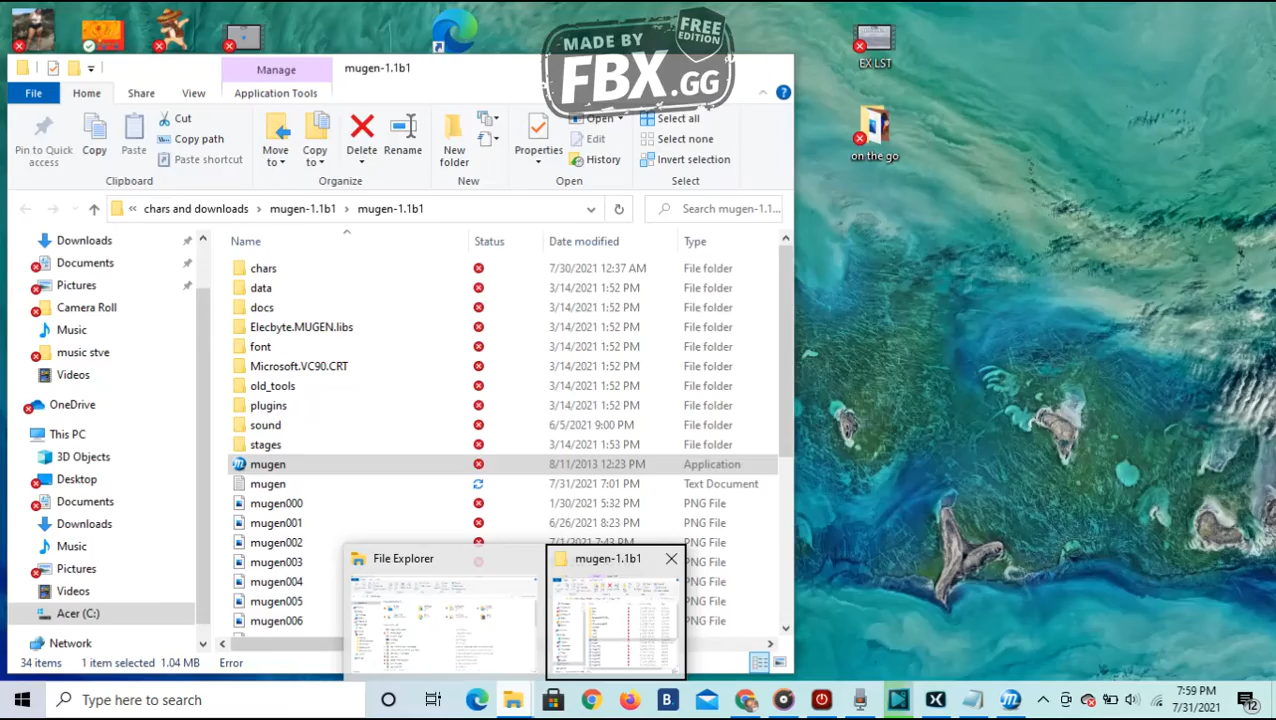 MADE BY
FBX.GG
FREE
EDITION
EX.LST
on the go
Manage
mugen-1.1b1
File
Home
Share
View
Application Tools
Pin to Quick
access
Copy
Paste
Cut
Copy path
Paste shortcut
Clipboard
Move
to
Copy
to
Delete
Rename
Organize
New
folder
New
Properties
Open
Edit
History
Open
Select all
Select none
Invert selection
Select
« chars and downloads > mugen-1.1b1 > mugen-1.1b1
Search mugen-1.1...
Name Status Date modified Type
Downloads
Documents
Pictures
Camera Roll
Music
music stve
Videos
OneDrive
This PC
3D Objects
Desktop
Documents
Downloads
Music
Pictures
Videos
Acer (C:)
Network
chars 7/30/2021 12:37 AM File folder
data 3/14/2021 1:52 PM File folder
docs 3/14/2021 1:52 PM File folder
Elecbyte.MUGEN.libs 3/14/2021 1:52 PM File folder
font 3/14/2021 1:52 PM File folder
Microsoft.VC90.CRT 3/14/2021 1:52 PM File folder
old_tools 3/14/2021 1:52 PM File folder
plugins 3/14/2021 1:52 PM File folder
sound 6/5/2021 9:00 PM File folder
stages 3/14/2021 1:53 PM File folder
mugen 8/11/2013 12:23 PM Application
mugen 7/31/2021 7:01 PM Text Document
mugen000 1/30/2021 5:32 PM PNG File
mugen001 6/26/2021 8:23 PM PNG File
mugen002 7/1/2021 7:43 PM PNG File
mugen003 PNG File
mugen004 PNG File
mugen005 PNG File
mugen006 PNG File
File Explorer
mugen-1.1b1
34 items 1 item selected 1.04 MB Error
Type here to search
7:59 PM
7/31/2021
12